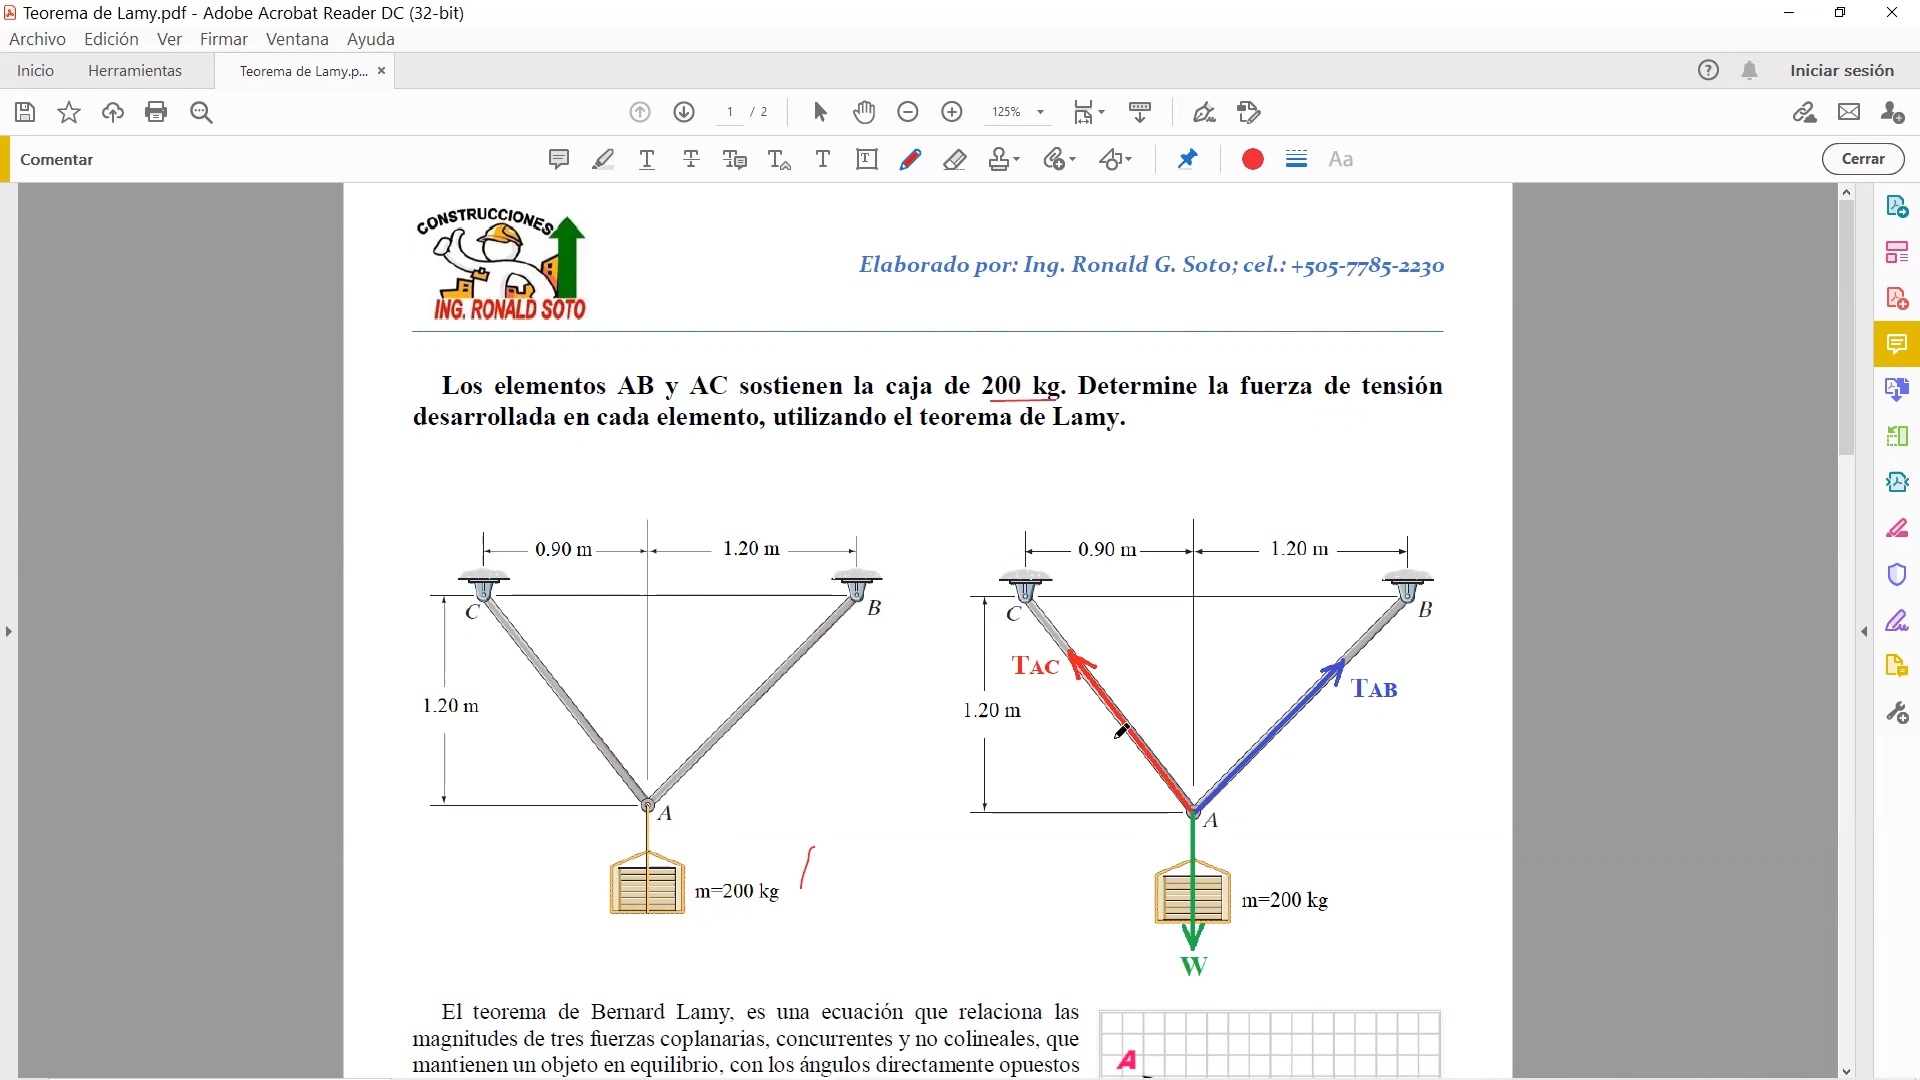 Teorema de Lamy.pdf - Adobe Acrobat Reader DC (32-bit)
Archivo Edición Ver Firmar Ventana Ayuda
Inicio Herramientas Teorema de Lamy.p... × Iniciar sesión
1 / 2 125%
Comentar Aa Cerrar
CONSTRUCCIONES
ING. RONALD SOTO
Elaborado por: Ing. Ronald G. Soto; cel.: +505-7785-2230
Los elementos AB y AC sostienen la caja de 200 kg. Determine la fuerza de tensión
desarrollada en cada elemento, utilizando el teorema de Lamy.
0.90 m 1.20 m
C B
1.20 m
A
m=200 kg
0.90 m 1.20 m
C B
TAC TAB
1.20 m
A
m=200 kg
W
El teorema de Bernard Lamy, es una ecuación que relaciona las
magnitudes de tres fuerzas coplanarias, concurrentes y no colineales, que
mantienen un objeto en equilibrio, con los ángulos directamente opuestos
A